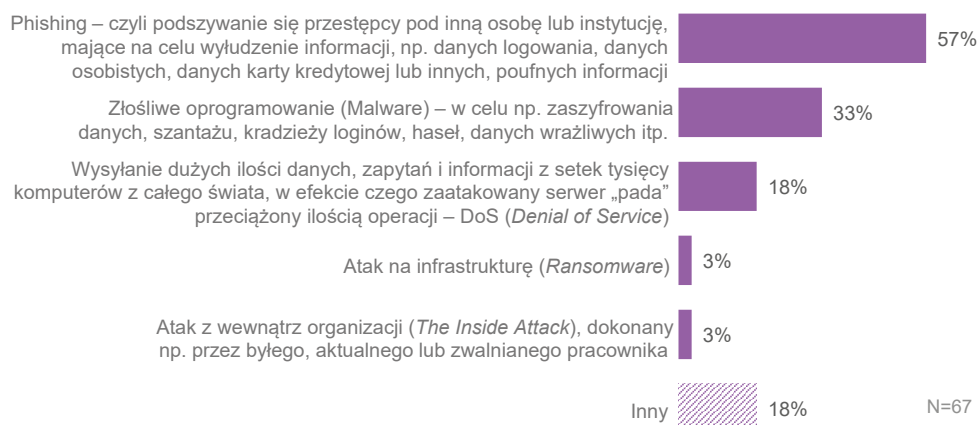 Phishing – czyli podszywanie się przestępcy pod inną osobę lub instytucję,
mające na celu wyłudzenie informacji, np. danych logowania, danych
osobistych, danych karty kredytowej lub innych, poufnych informacji
57%
Złośliwe oprogramowanie (Malware) – w celu np. zaszyfrowania
danych, szantażu, kradzieży loginów, haseł, danych wrażliwych itp.
33%
Wysyłanie dużych ilości danych, zapytań i informacji z setek tysięcy
komputerów z całego świata, w efekcie czego zaatakowany serwer „pada”
przeciążony ilością operacji – DoS (Denial of Service)
18%
Atak na infrastrukturę (Ransomware)
3%
Atak z wewnątrz organizacji (The Inside Attack), dokonany
np. przez byłego, aktualnego lub zwalnianego pracownika
3%
Inny
18%
N=67